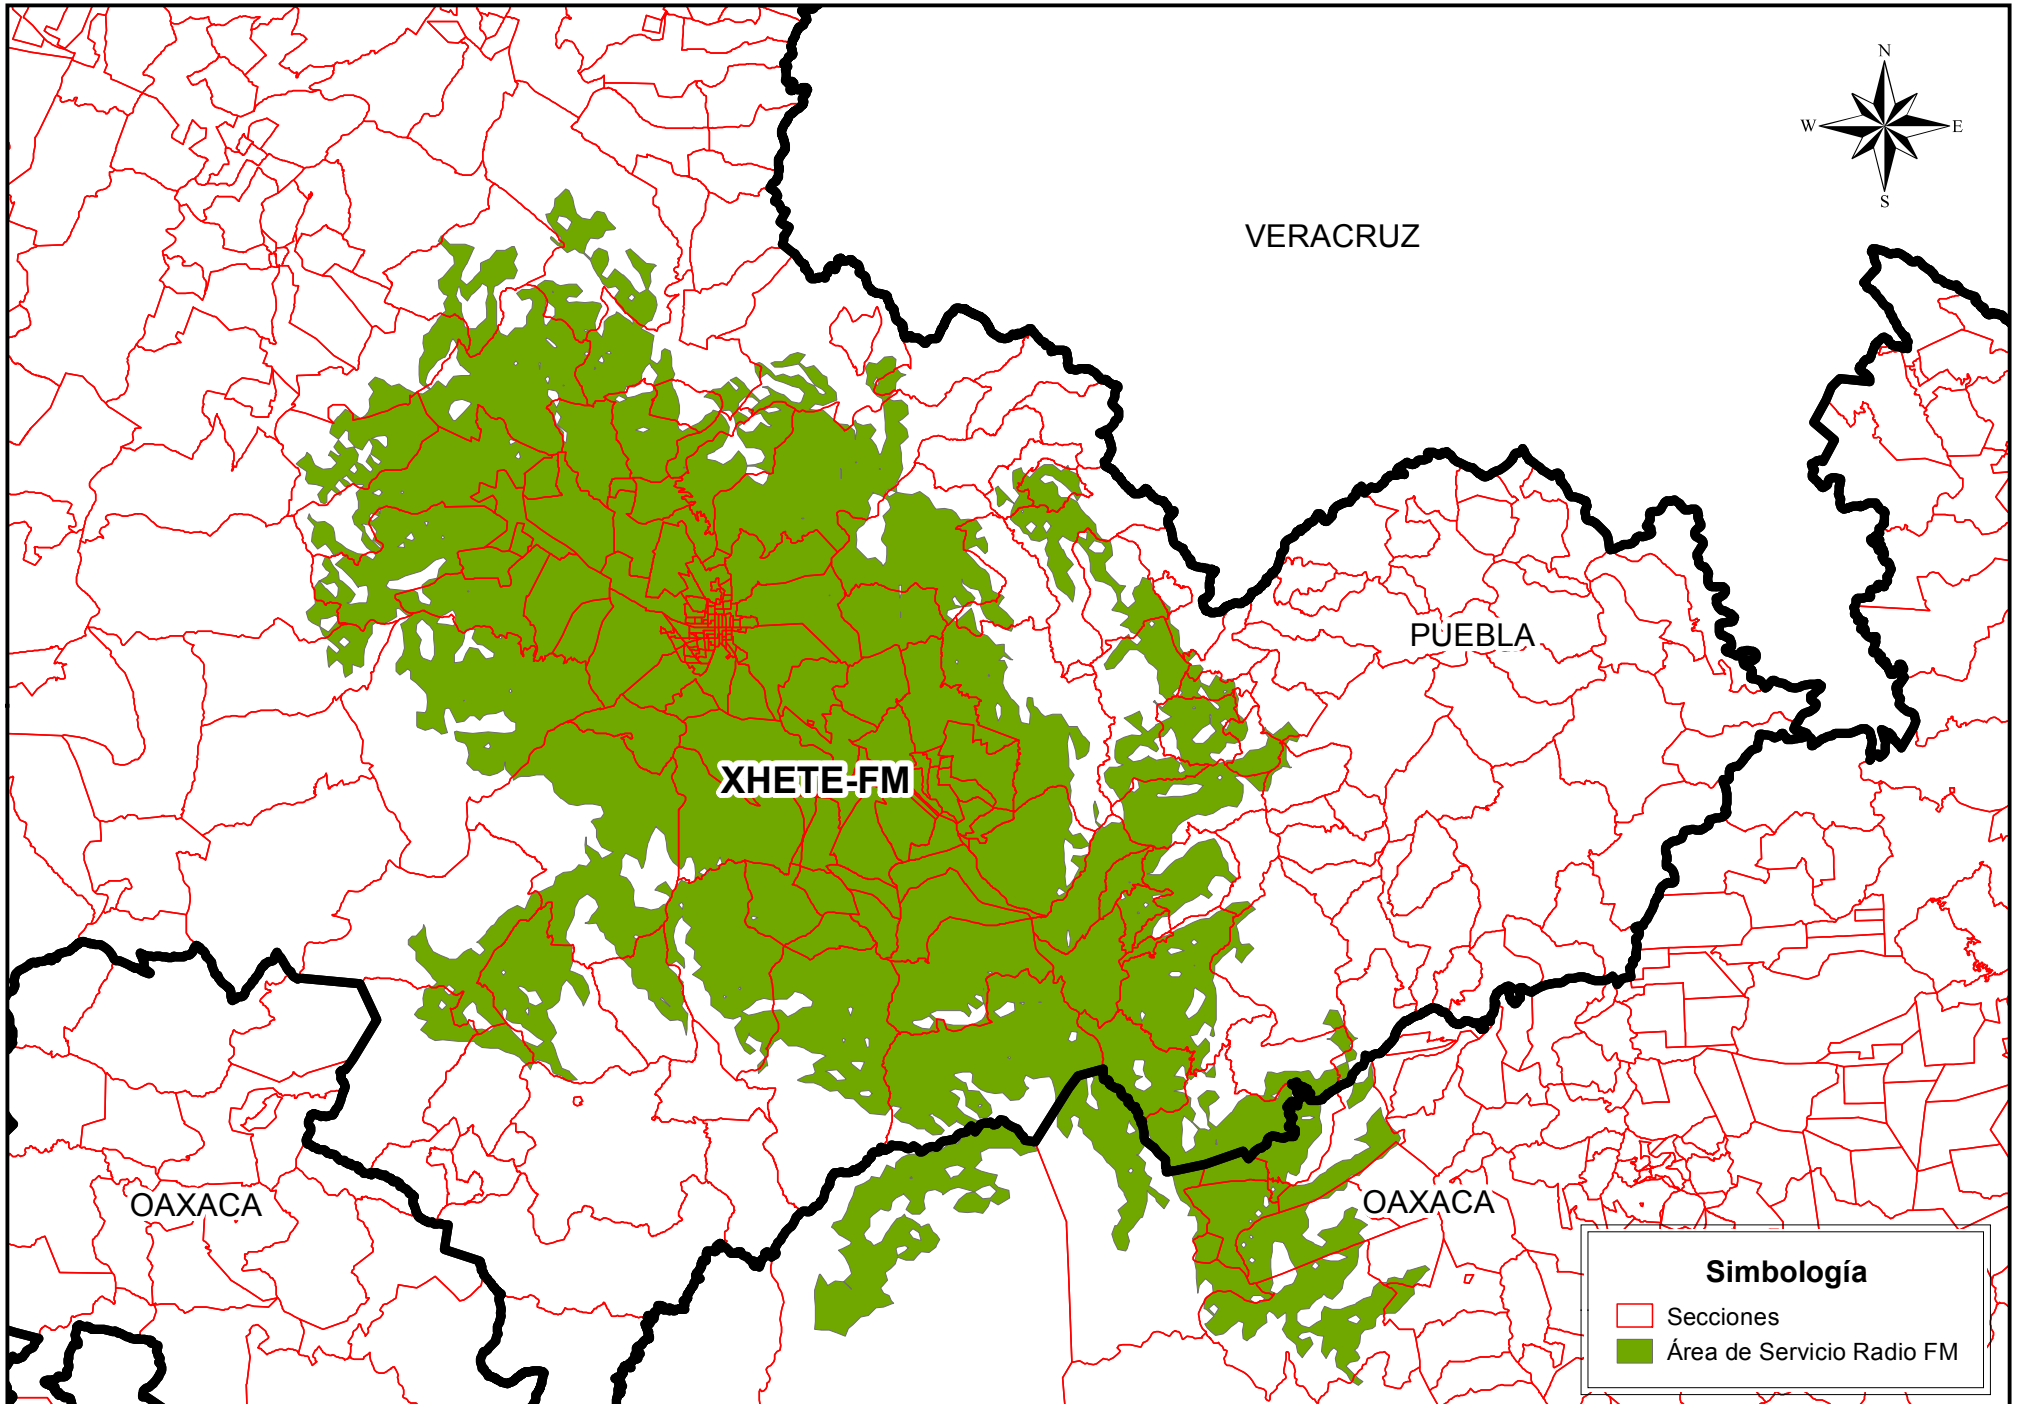 N
W E
S
VERACRUZ
PUEBLA
XHETE-FM
OAXACA
OAXACA
Simbología
Secciones
Área de Servicio Radio FM